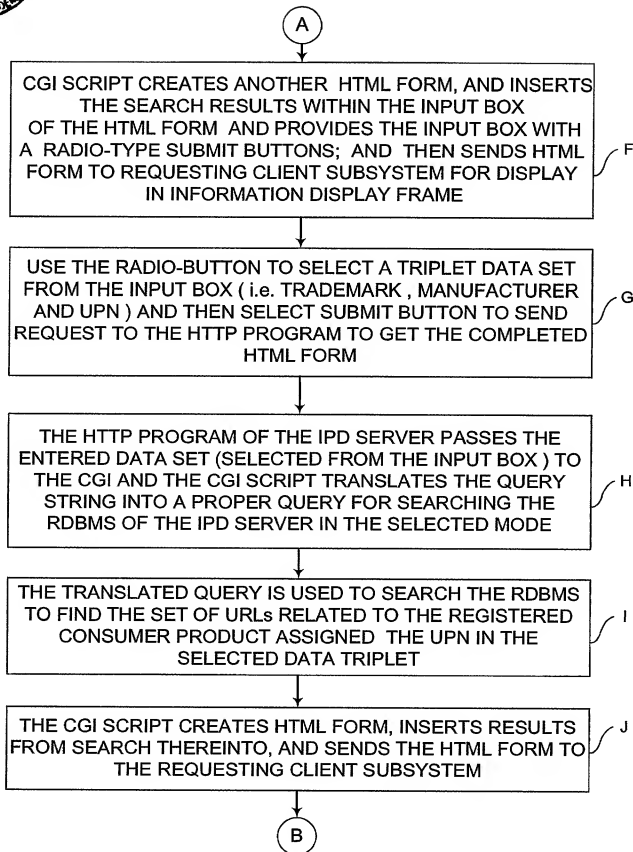 A
CGI SCRIPT CREATES ANOTHER HTML FORM, AND INSERTS
THE SEARCH RESULTS WITHIN THE INPUT BOX
OF THE HTML FORM AND PROVIDES THE INPUT BOX WITH
A RADIO-TYPE SUBMIT BUTTONS; AND THEN SENDS HTML
FORM TO REQUESTING CLIENT SUBSYSTEM FOR DISPLAY
IN INFORMATION DISPLAY FRAME
F
USE THE RADIO-BUTTON TO SELECT A TRIPLET DATA SET
FROM THE INPUT BOX ( i.e. TRADEMARK , MANUFACTURER
AND UPN ) AND THEN SELECT SUBMIT BUTTON TO SEND
REQUEST TO THE HTTP PROGRAM TO GET THE COMPLETED
HTML FORM
G
THE HTTP PROGRAM OF THE IPD SERVER PASSES THE
ENTERED DATA SET (SELECTED FROM THE INPUT BOX ) TO
THE CGI AND THE CGI SCRIPT TRANSLATES THE QUERY
STRING INTO A PROPER QUERY FOR SEARCHING THE
RDBMS OF THE IPD SERVER IN THE SELECTED MODE
H
THE TRANSLATED QUERY IS USED TO SEARCH THE RDBMS
TO FIND THE SET OF URLs RELATED TO THE REGISTERED
CONSUMER PRODUCT ASSIGNED THE UPN IN THE
SELECTED DATA TRIPLET
I
THE CGI SCRIPT CREATES HTML FORM, INSERTS RESULTS
FROM SEARCH THEREINTO, AND SENDS THE HTML FORM TO
THE REQUESTING CLIENT SUBSYSTEM
J
B